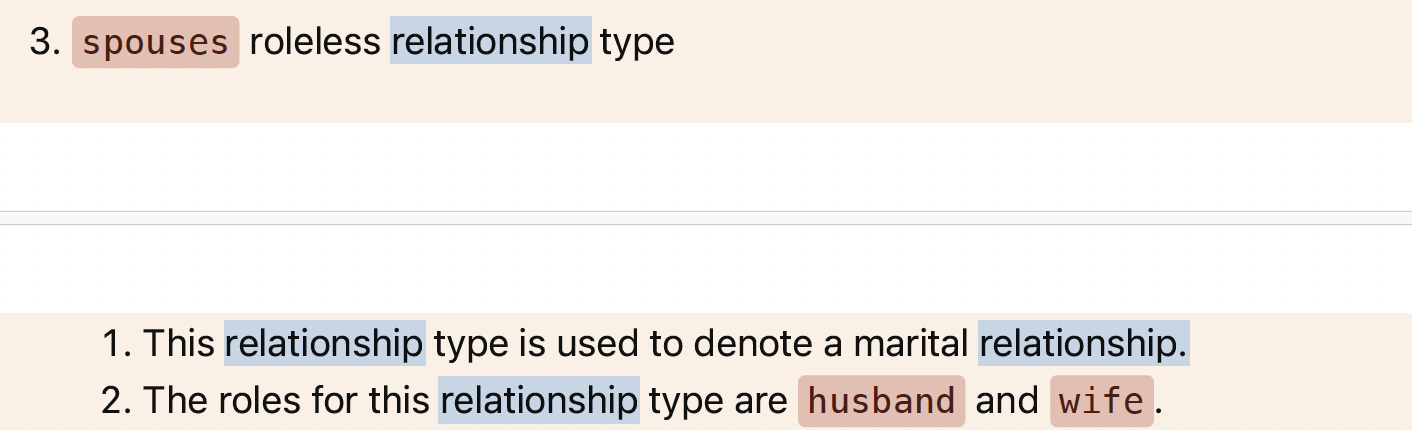 3. spouses roleless relationship type
1. This relationship type is used to denote a marital relationship.
2. The roles for this relationship type are husband and wife.